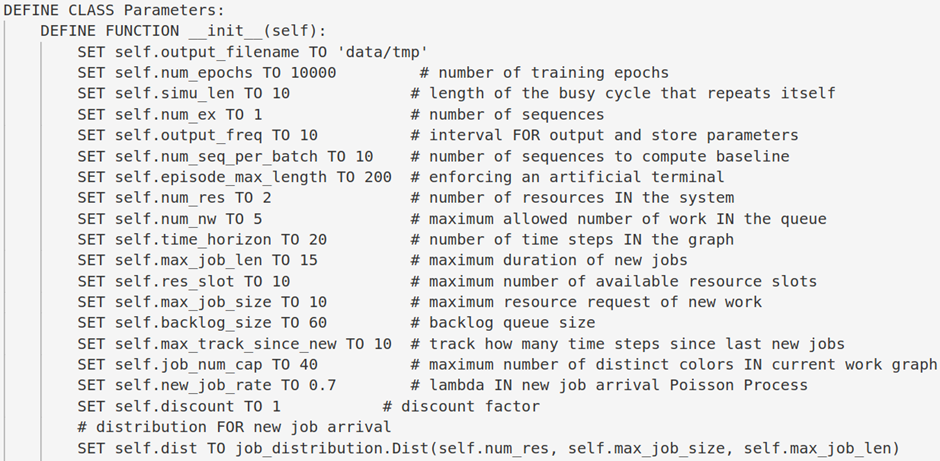 DEFINE CLASS Parameters:
DEFINE FUNCTION __init__(self):
SET self.output_filename TO 'data/tmp'
SET self.num_epochs TO 10000 # number of training epochs
SET self.simu_len TO 10 # length of the busy cycle that repeats itself
SET self.num_ex TO 1 # number of sequences
SET self.output_freq TO 10 # interval FOR output and store parameters
SET self.num_seq_per_batch TO 10 # number of sequences to compute baseline
SET self.episode_max_length TO 200 # enforcing an artificial terminal
SET self.num_res TO 2 # number of resources IN the system
SET self.num_nw TO 5 # maximum allowed number of work IN the queue
SET self.time_horizon TO 20 # number of time steps IN the graph
SET self.max_job_len TO 15 # maximum duration of new jobs
SET self.res_slot TO 10 # maximum number of available resource slots
SET self.max_job_size TO 10 # maximum resource request of new work
SET self.backlog_size TO 60 # backlog queue size
SET self.max_track_since_new TO 10 # track how many time steps since last new jobs
SET self.job_num_cap TO 40 # maximum number of distinct colors IN current work graph
SET self.new_job_rate TO 0.7 # lambda IN new job arrival Poisson Process
SET self.discount TO 1 # discount factor
# distribution FOR new job arrival
SET self.dist TO job_distribution.Dist(self.num_res, self.max_job_size, self.max_job_len)